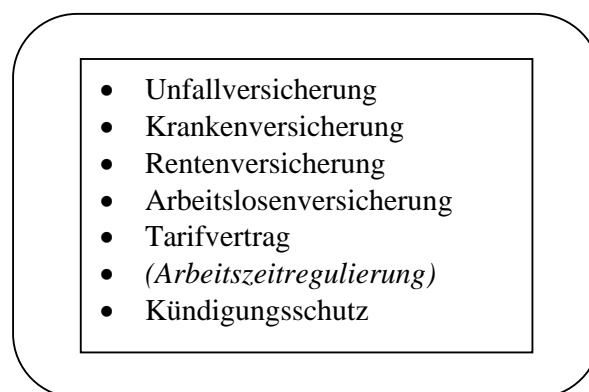 • Unfallversicherung
• Krankenversicherung
• Rentenversicherung
• Arbeitslosenversicherung
• Tarifvertrag
• (Arbeitszeitregulierung)
• Kündigungsschutz